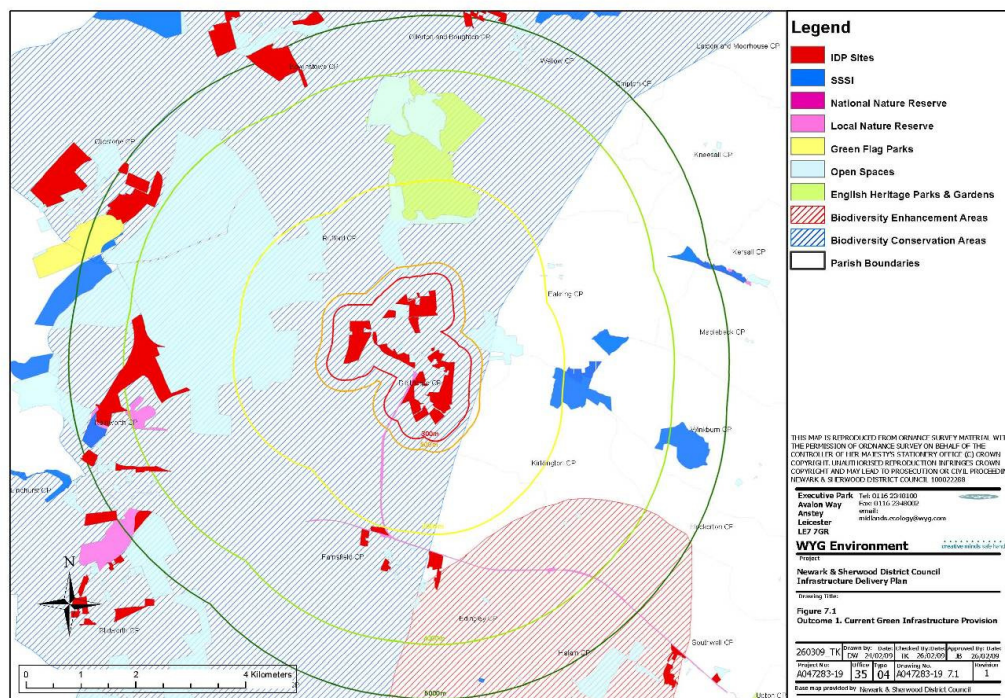 Ollerton and Boughton CP
Laxton and Moorhouse CP
Wellow CP
Ompton CP
Clipstone CP
Kneesall CP
Rufford CP
Kersall CP
Eakring CP
Maplebeck CP
Winkburn CP
300m
Kirklington CP
Hockerton CP
Farnsfield CP
Edingley CP
Halam CP
Southwell CP
Blidworth CP
Upton CP
5000m
N
0 1 2 4 Kilometers
Legend
IDP Sites
SSSI
National Nature Reserve
Local Nature Reserve
Green Flag Parks
Open Spaces
English Heritage Parks & Gardens
Biodiversity Enhancement Areas
Biodiversity Conservation Areas
Parish Boundaries
THIS MAP IS REPRODUCED FROM ORNANCE SURVEY MATERIAL WIT
THE PERMISSION OF ORDNANCE SURVEY ON BEHALF OF THE
CONTROLLER OF HER MAJESTY'S STATIONERY OFFICE (C) CROWN
COPYRIGHT. UNAUTHORISED REPRODUCTION INFRINGES CROWN
COPYRIGHT AND MAY LEAD TO PROSECUTION OR CIVIL PROCEEDIN
NEWARK & SHERWOOD DISTRICT COUNCIL 100022288
Executive Park
Avalon Way
Anstey
Leicester
LE7 7GR
Tel: 0116 2348100
Fax: 0116 2348002
email:
midlands.ecology@wyg.com
WYG Environment
creative minds safe hands
Project
Newark & Sherwood District Council
Infrastructure Delivery Plan
Drawing Title:
Figure 7.1
Outcome 1. Current Green Infrastructure Provision
260309 TK
Drawn by: Date:
DW 24/02/09
Checked By: Date:
TK 26/02/09
Approved By: Date:
JB 26/02/09
Project No:
A047283-19
Office
35
Type
04
Drawing No.
A047283-19 7.1
Revision
1
Base map provided by Newark & Sherwood District Council